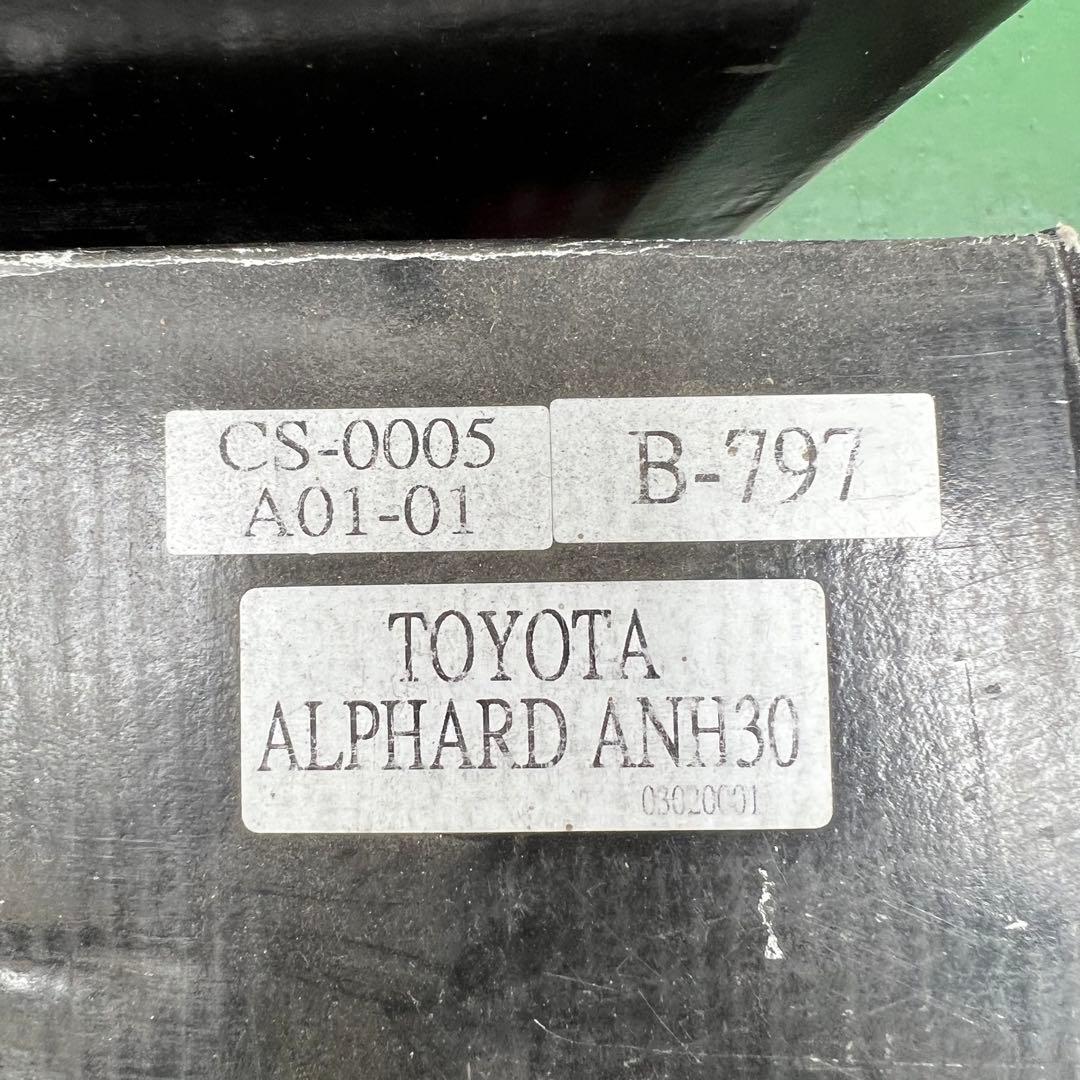 CS-0005
A01-01
B-797
TOYOTA
ALPHARD ANH30
03020001